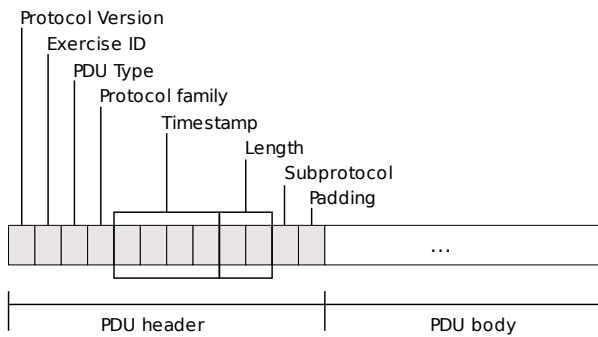 Protocol Version
Exercise ID
PDU Type
Protocol family
Timestamp
Length
Subprotocol
Padding
...
PDU header
PDU body